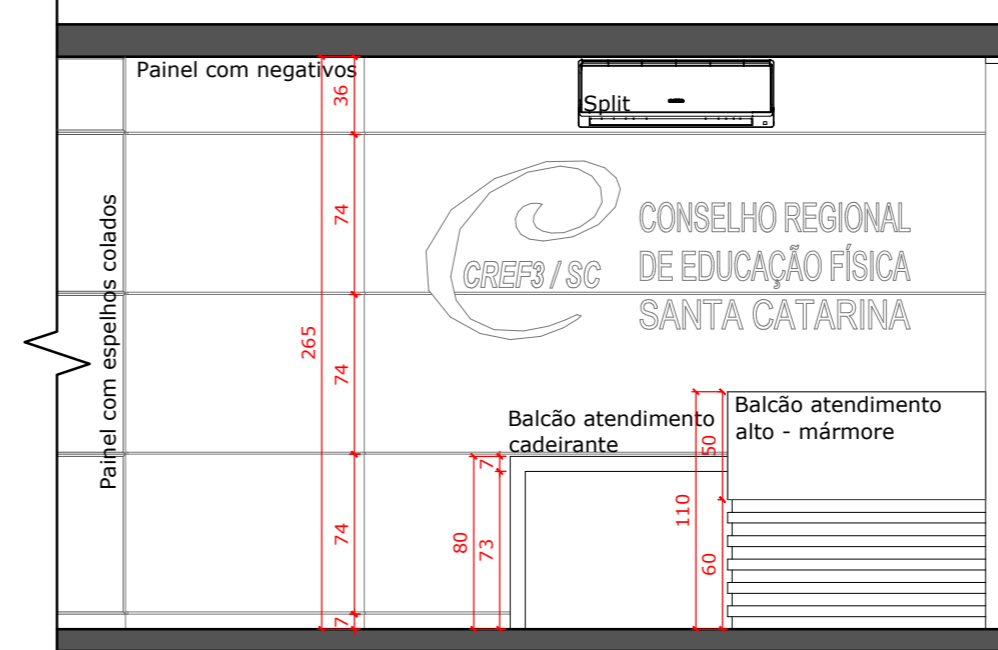 Painel com negativos
36
Split
74
Painel com espelhos colados
CONSELHO REGIONAL
CREF3 / SC
DE EDUCAÇÃO FÍSICA
SANTA CATARINA
265
74
Balcão atendimento
cadeirante
Balcão atendimento
alto - mármore
50
7
110
80
73
74
60
7